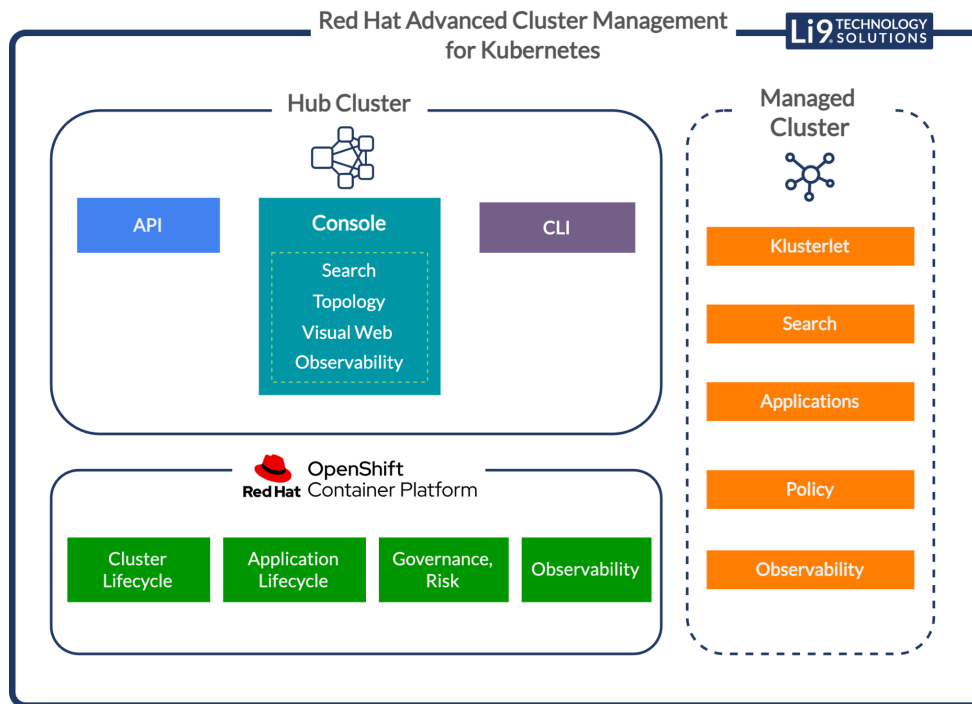 Red Hat Advanced Cluster Management
for Kubernetes
Li9 TECHNOLOGY
SOLUTIONS
Hub Cluster
API
Console
Search
Topology
Visual Web
Observability
CLI
Managed
Cluster
Klusterlet
Search
Applications
Policy
Observability
Red Hat
OpenShift
Container Platform
Cluster
Lifecycle
Application
Lifecycle
Governance,
Risk
Observability